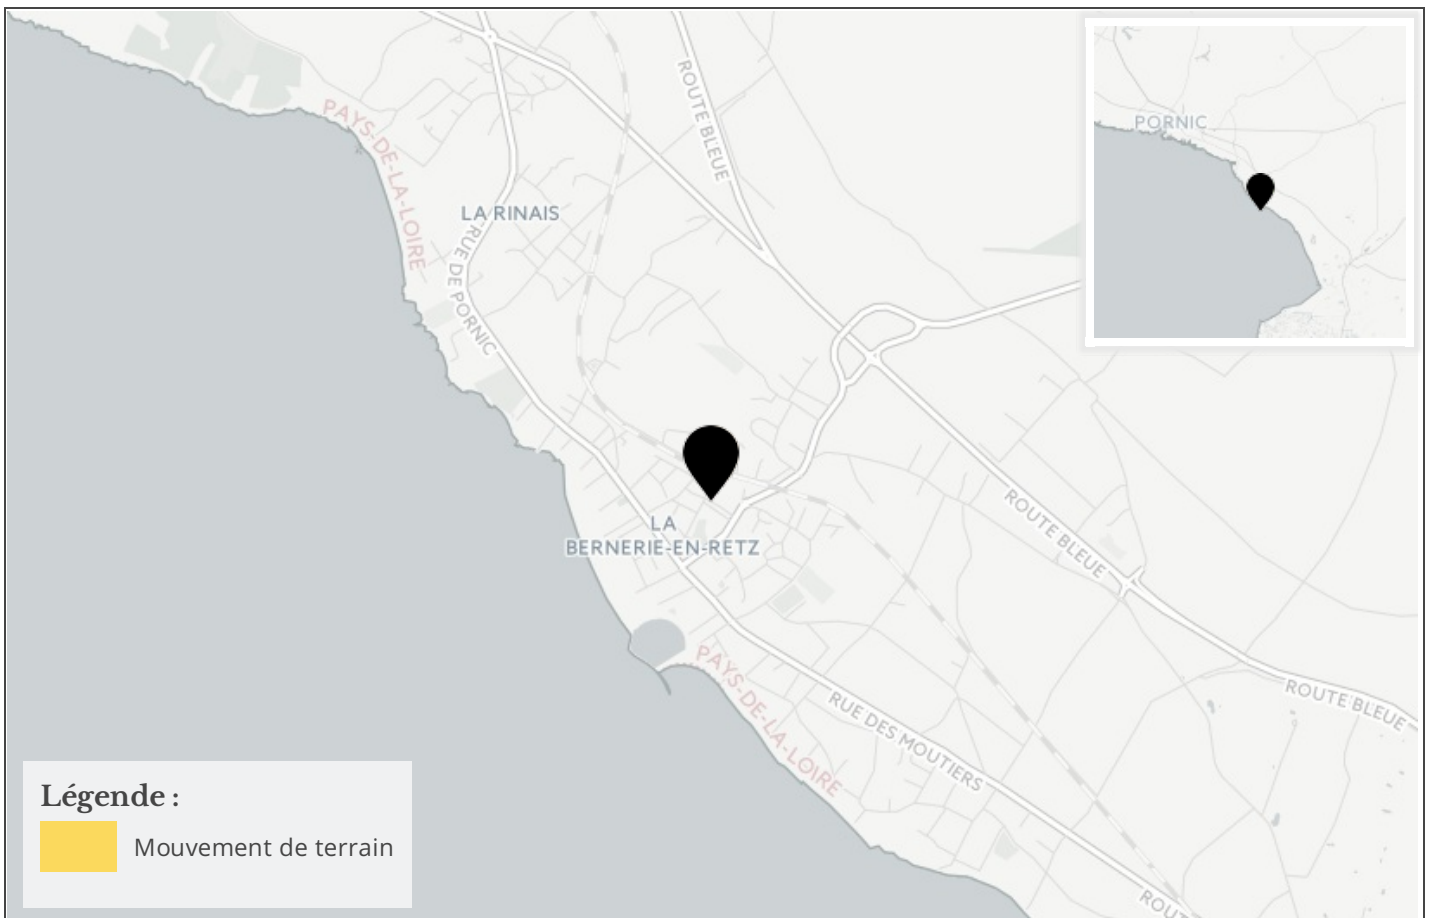 PAYS-DE-LA-LOIRE
ROUTE BLEUE
PORNIC
LA RINAIS
RUE DE PORNIC
LA
BERNERIE-EN-RETZ
ROUTE BLEUE
PAYS-DE-LA-LOIRE
RUE DES MOUTIERS
ROUTE BLEUE
Légende :
Mouvement de terrain
ROUT